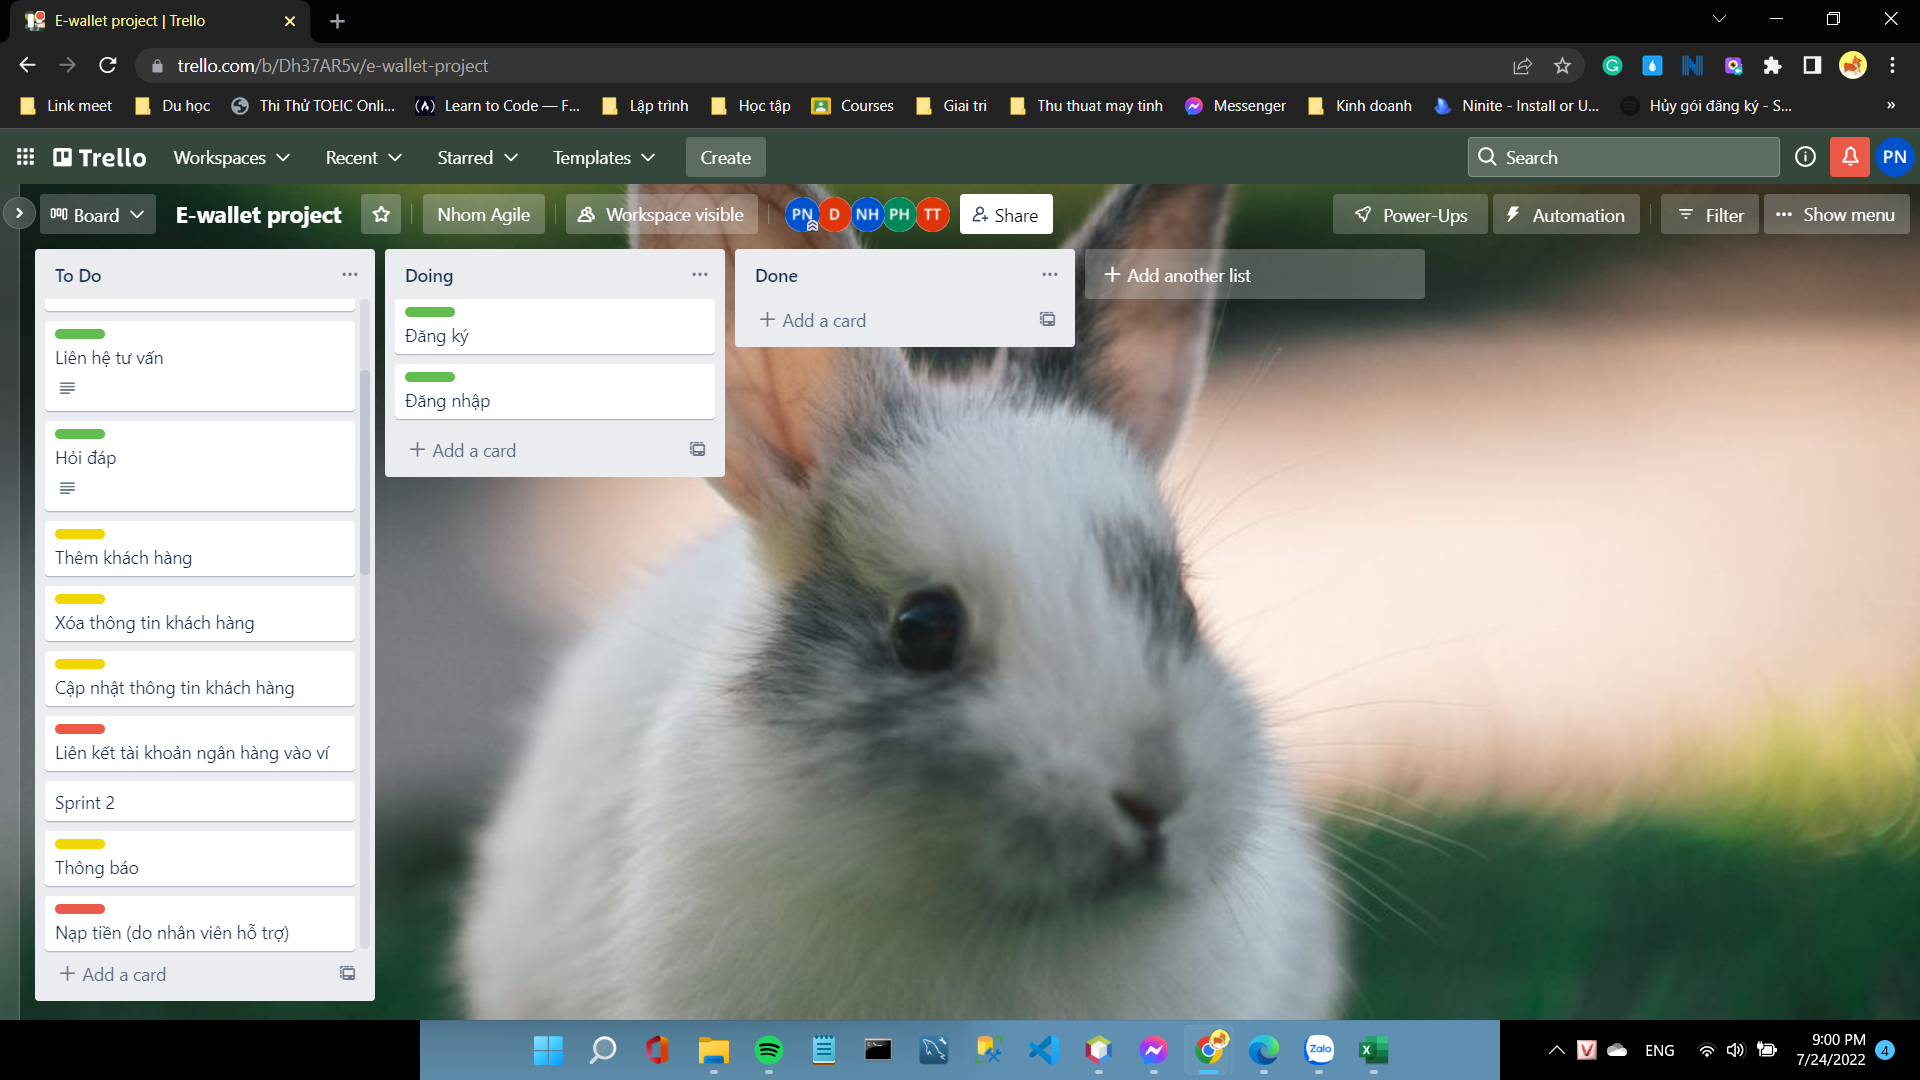 E-wallet project | Trello
trello.com/b/Dh37AR5v/e-wallet-project
Link meet
Du học
Thi Thử TOEIC Onli...
Learn to Code — F...
Lập trình
Học tập
Courses
Giai tri
Thu thuat may tinh
Messenger
Kinh doanh
Ninite - Install or U...
Hủy gói đăng ký - S...
»
Trello
Workspaces
Recent
Starred
Templates
Create
Search
PN
Board
E-wallet project
Nhom Agile
Workspace visible
PN
D
NH
PH
TT
Share
Power-Ups
Automation
Filter
Show menu
To Do
Liên hệ tư vấn
Hỏi đáp
Thêm khách hàng
Xóa thông tin khách hàng
Cập nhật thông tin khách hàng
Liên kết tài khoản ngân hàng vào ví
Sprint 2
Thông báo
Nạp tiền (do nhân viên hỗ trợ)
+ Add a card
Doing
Đăng ký
Đăng nhập
+ Add a card
Done
+ Add a card
+ Add another list
Zalo
ENG
9:00 PM
7/24/2022
4